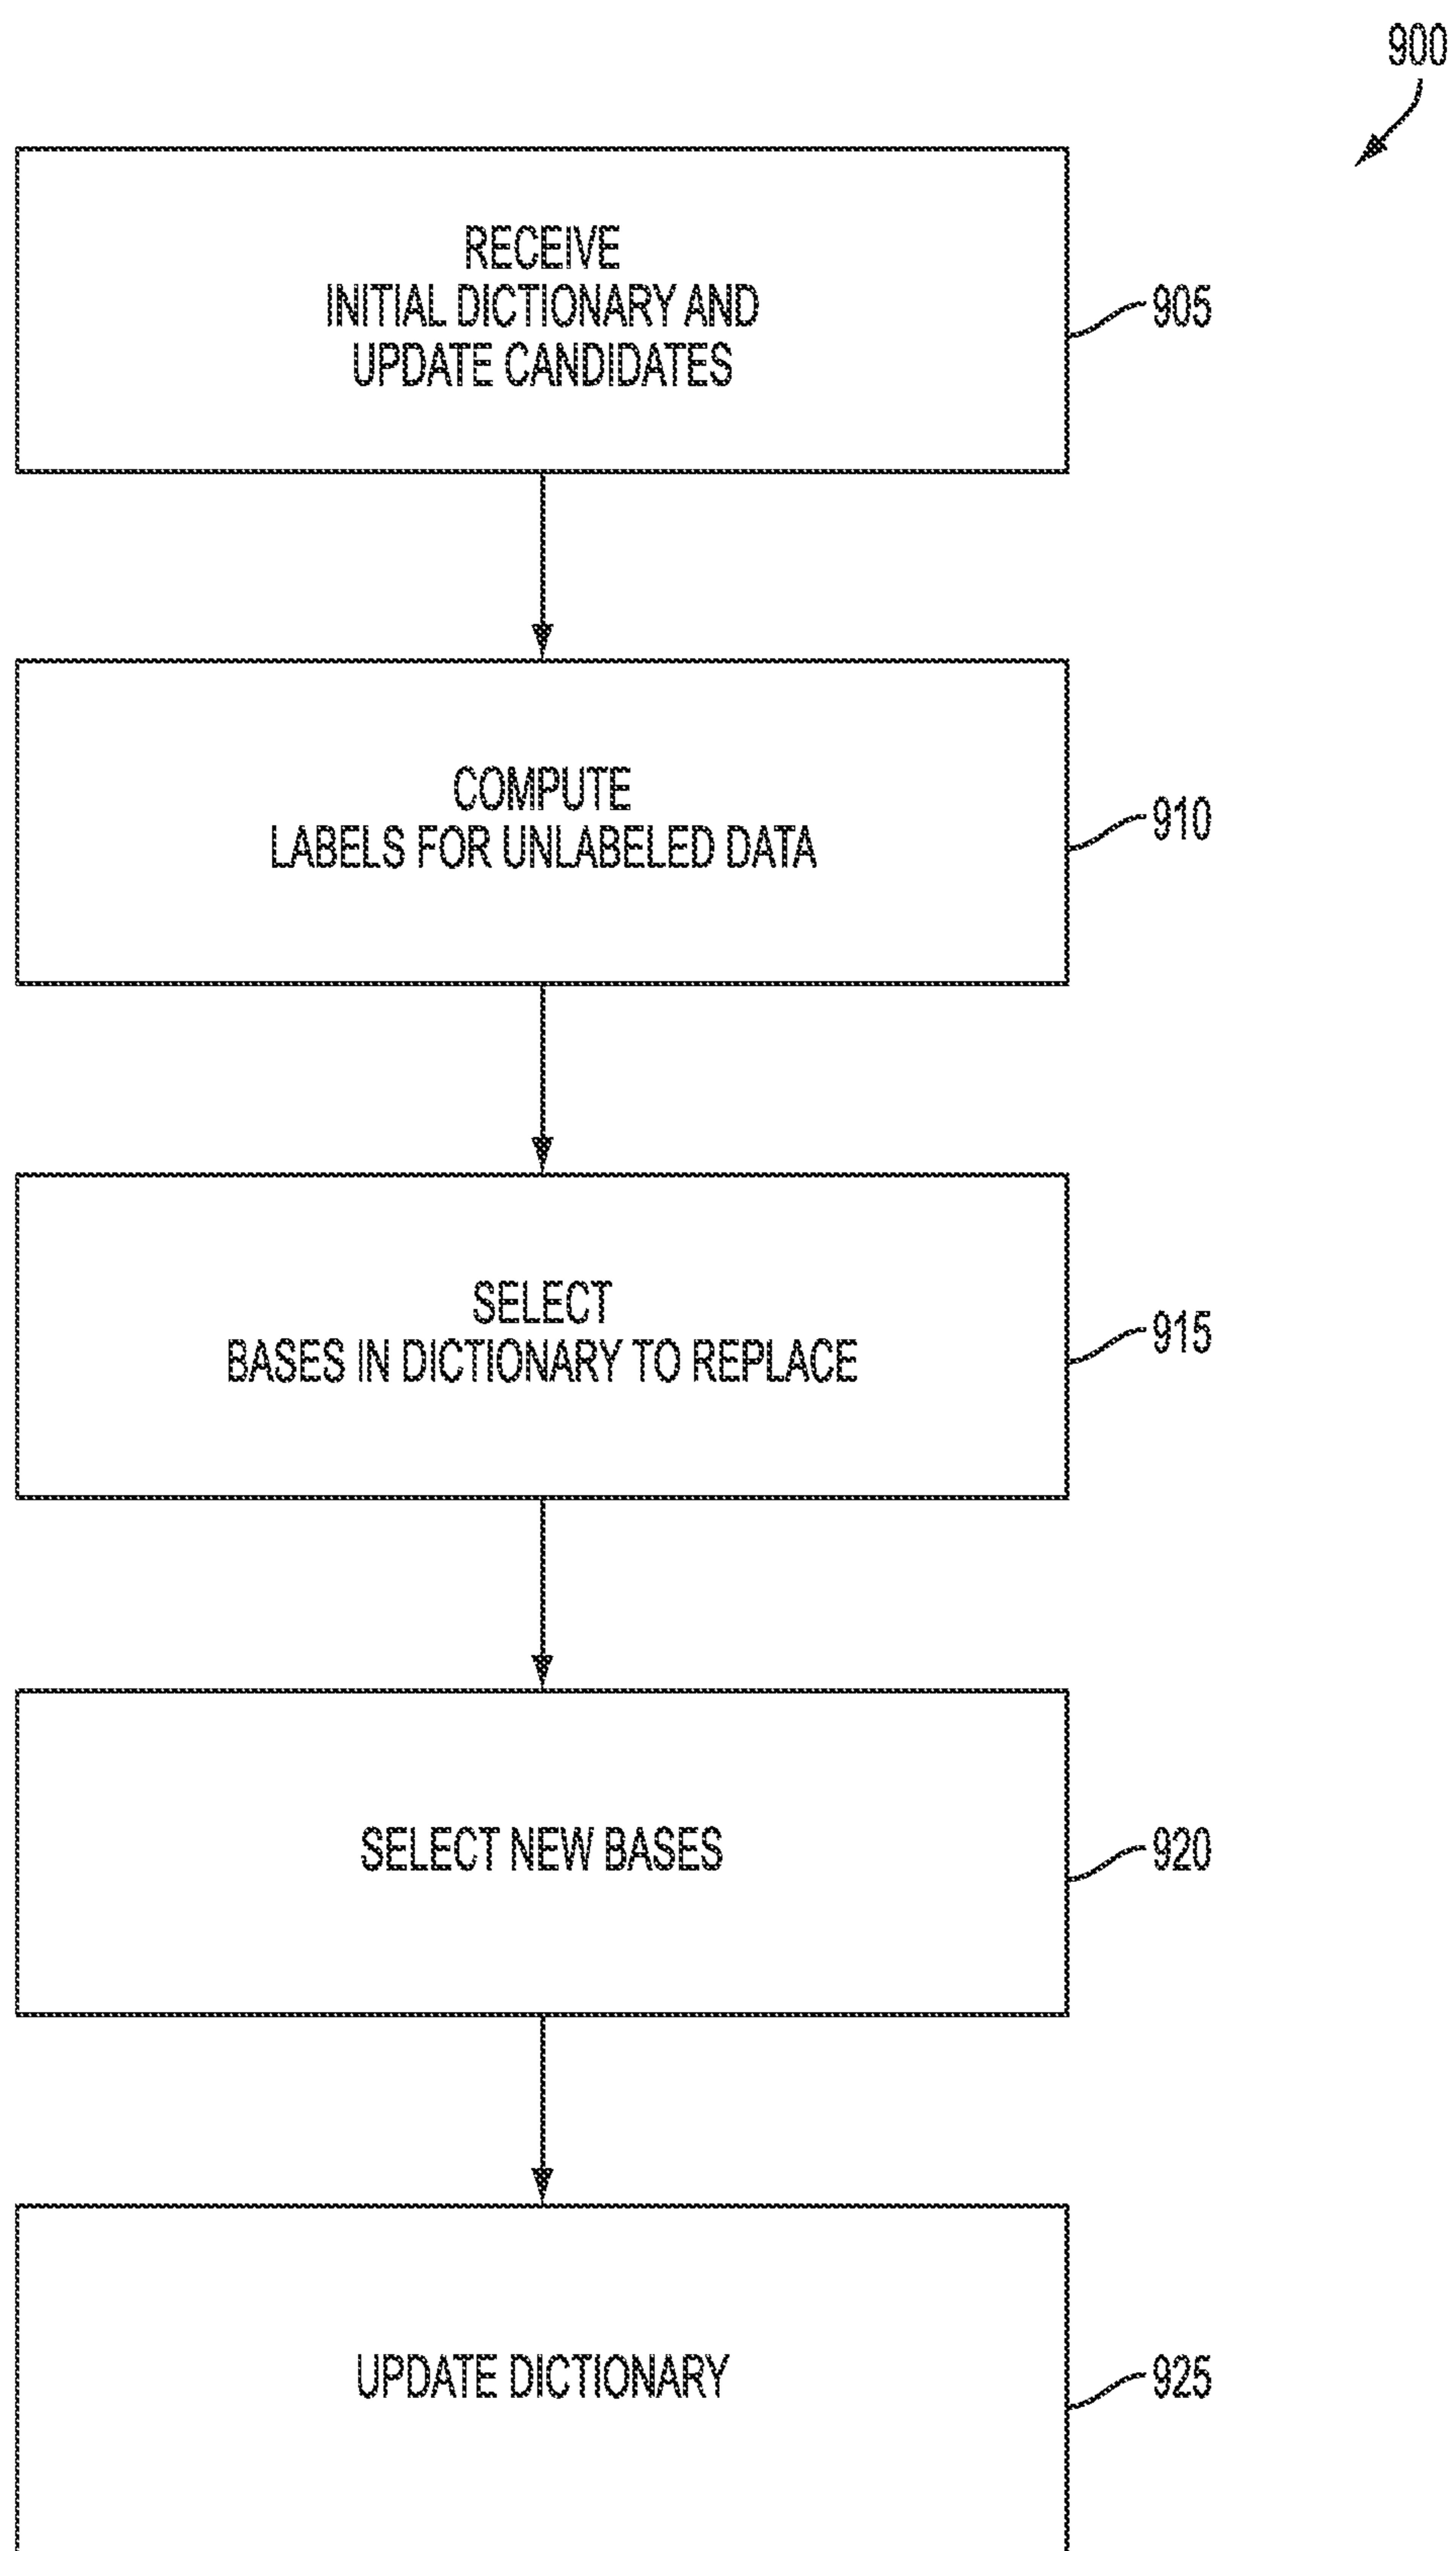 900
RECEIVE
INITIAL DICTIONARY AND
UPDATE CANDIDATES
905
COMPUTE
LABELS FOR UNLABELED DATA
910
SELECT
BASES IN DICTIONARY TO REPLACE
915
SELECT NEW BASES
920
UPDATE DICTIONARY
925